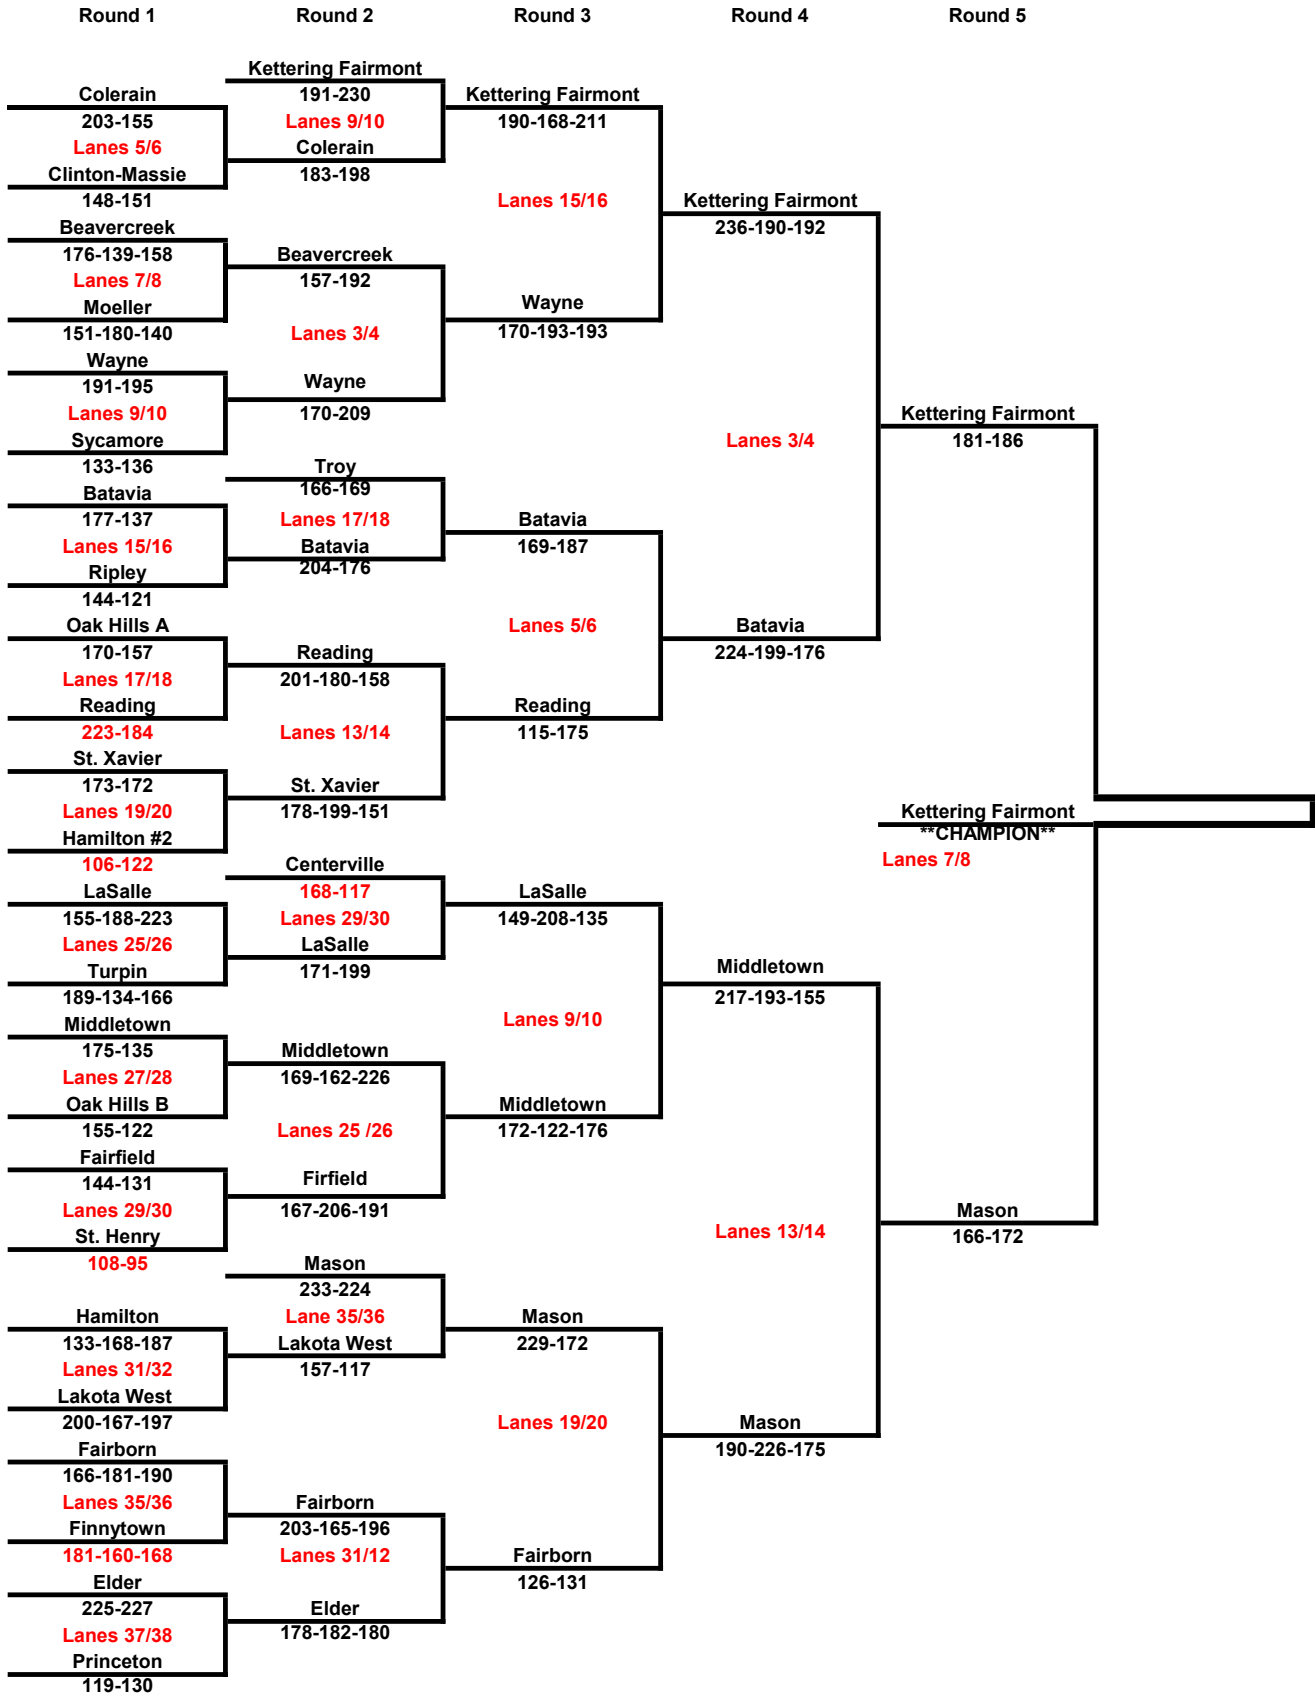 Round 1
Round 2
Round 3
Round 4
Round 5
Colerain
203-155
Lanes 5/6
Clinton-Massie
148-151
Beavercreek
176-139-158
Lanes 7/8
Moeller
151-180-140
Wayne
191-195
Lanes 9/10
Sycamore
133-136
Batavia
177-137
Lanes 15/16
Ripley
144-121
Oak Hills A
170-157
Lanes 17/18
Reading
223-184
St. Xavier
173-172
Lanes 19/20
Hamilton #2
106-122
LaSalle
155-188-223
Lanes 25/26
Turpin
189-134-166
Middletown
175-135
Lanes 27/28
Oak Hills B
155-122
Fairfield
144-131
Lanes 29/30
St. Henry
108-95
Hamilton
133-168-187
Lanes 31/32
Lakota West
200-167-197
Fairborn
166-181-190
Lanes 35/36
Finnytown
181-160-168
Elder
225-227
Lanes 37/38
Princeton
119-130
Kettering Fairmont
191-230
Lanes 9/10
Colerain
183-198
Beavercreek
157-192
Lanes 3/4
Wayne
170-209
Troy
166-169
Lanes 17/18
Batavia
204-176
Reading
201-180-158
Lanes 13/14
St. Xavier
178-199-151
Centerville
168-117
Lanes 29/30
LaSalle
171-199
Middletown
169-162-226
Lanes 25 /26
Firfield
167-206-191
Mason
233-224
Lane 35/36
Lakota West
157-117
Fairborn
203-165-196
Lanes 31/12
Elder
178-182-180
Kettering Fairmont
190-168-211
Lanes 15/16
Wayne
170-193-193
Batavia
169-187
Lanes 5/6
Reading
115-175
LaSalle
149-208-135
Lanes 9/10
Middletown
172-122-176
Mason
229-172
Lanes 19/20
Fairborn
126-131
Kettering Fairmont
236-190-192
Lanes 3/4
Batavia
224-199-176
Middletown
217-193-155
Lanes 13/14
Mason
190-226-175
Kettering Fairmont
181-186
Kettering Fairmont
**CHAMPION**
Lanes 7/8
Mason
166-172